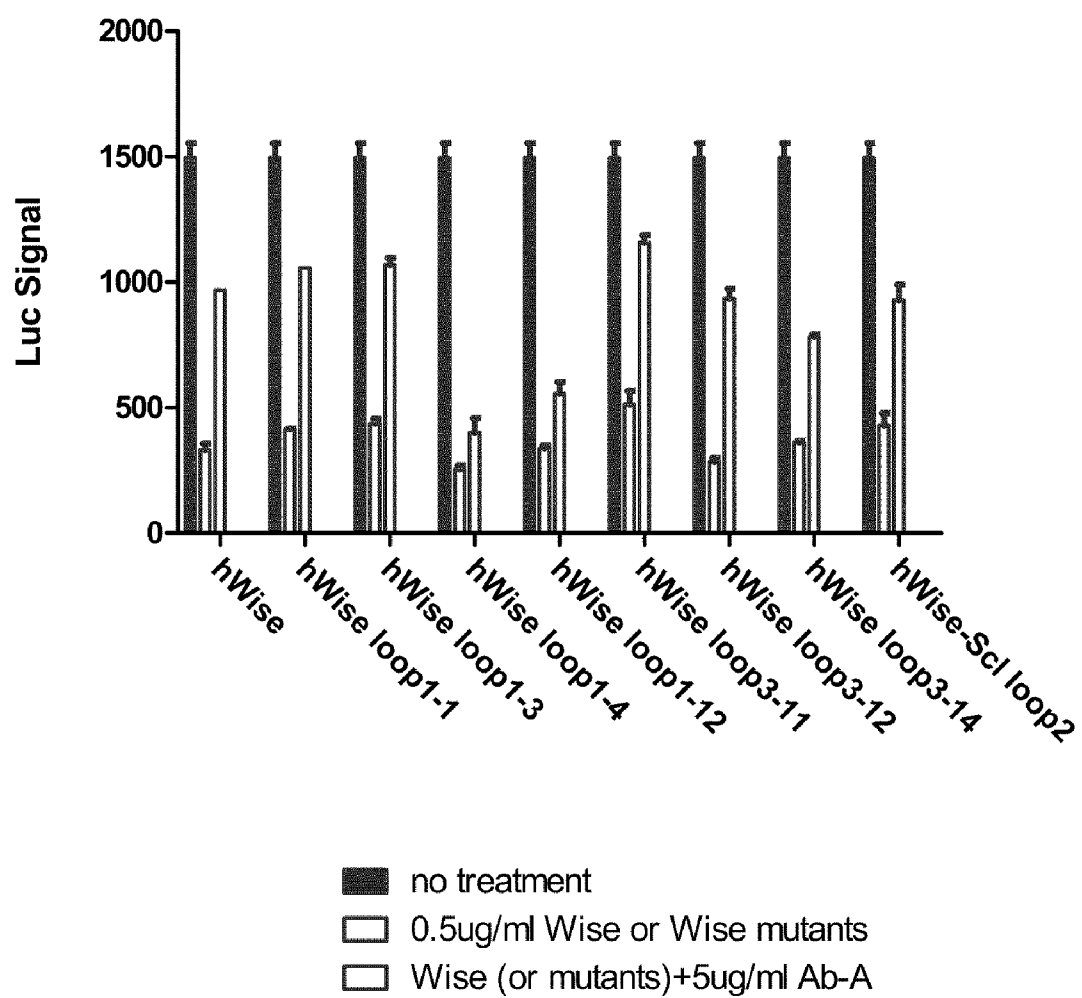 2000
1500
1000
500
0
Luc Signal
hWise
hWise loop1-1
hWise loop1-3
hWise loop1-4
hWise loop1-12
hWise loop3-11
hWise loop3-12
hWise loop3-14
hWise-Scl loop2
no treatment
0.5ug/ml Wise or Wise mutants
Wise (or mutants)+5ug/ml Ab-A